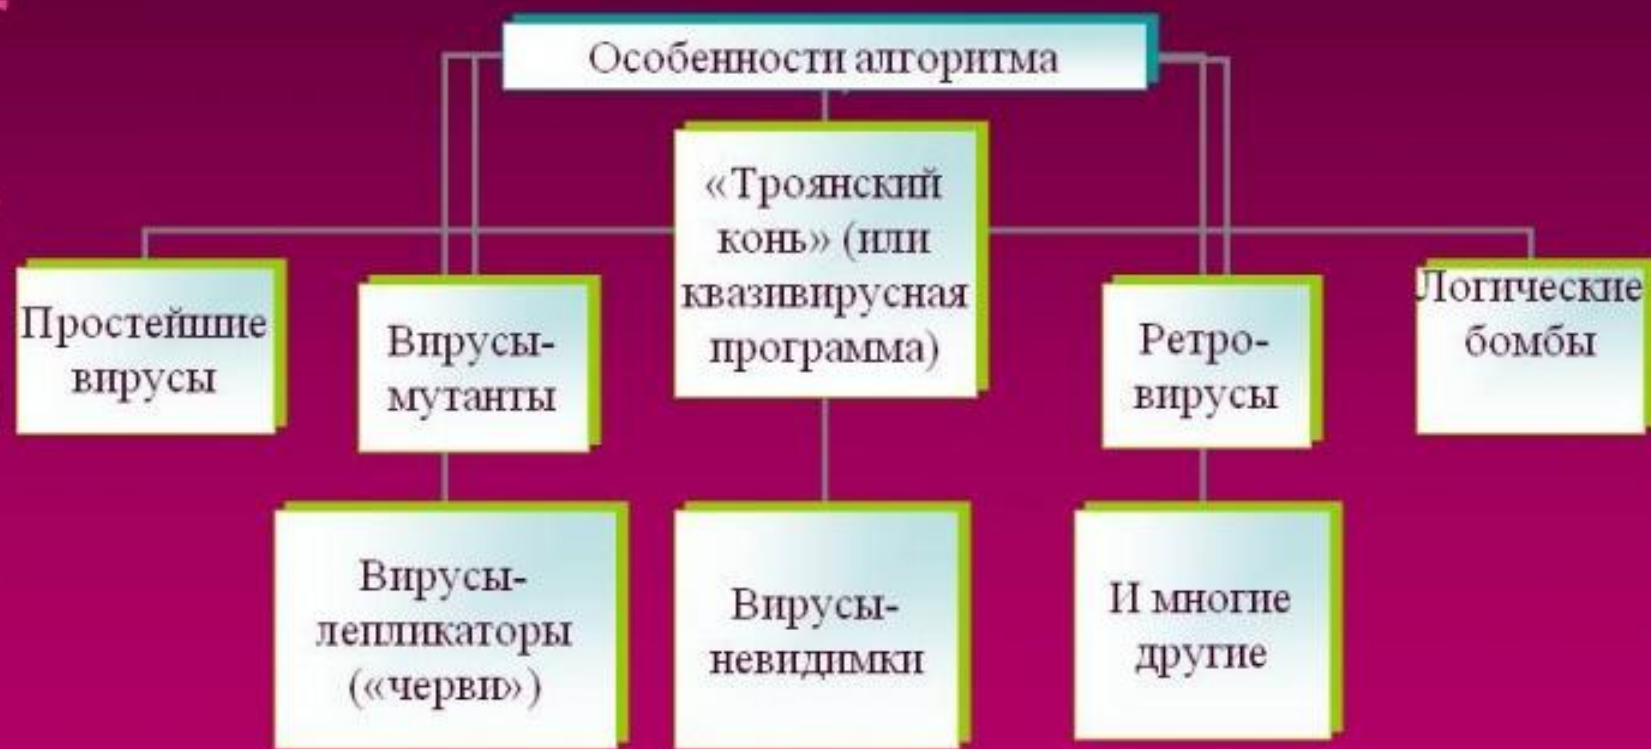 Особенности алгоритма
«Троянский
конь» (или
квазивирусная
программа)
Простейшие
вирусы
Вирусы-
мутанты
Ретро-
вирусы
Логические
бомбы
Вирусы-
лепликаторы
(«черви»)
Вирусы-
невидимки
И многие
другие